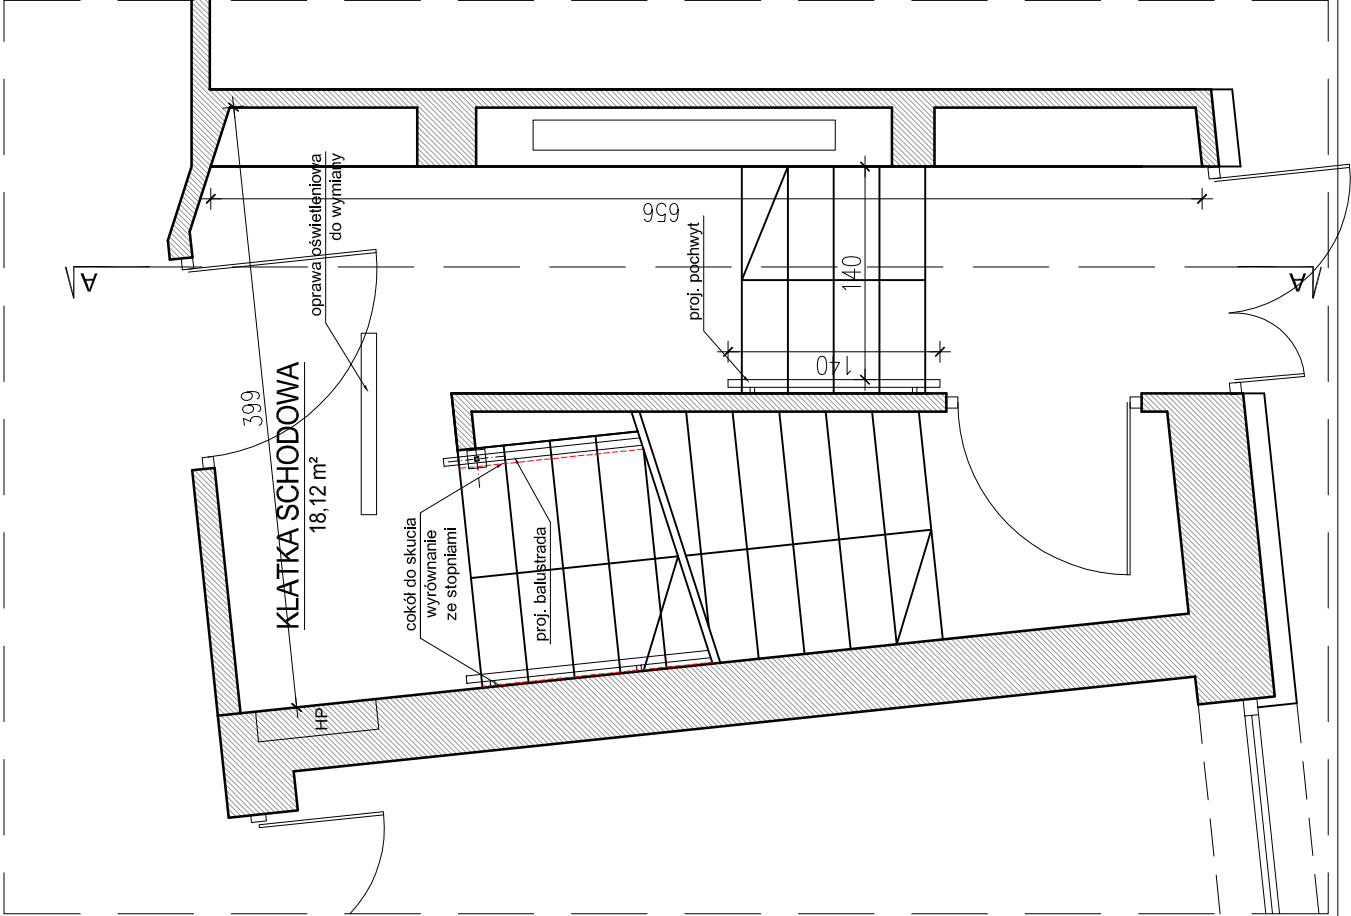 A
oprawa oświetleniowa
do wymiany
399
KLATKA SCHODOWA
18,12 m²
656
proj. pochwyt
140
140
A
cokół do skucia
wyrównanie
ze stopniami
proj. balustrada
HP